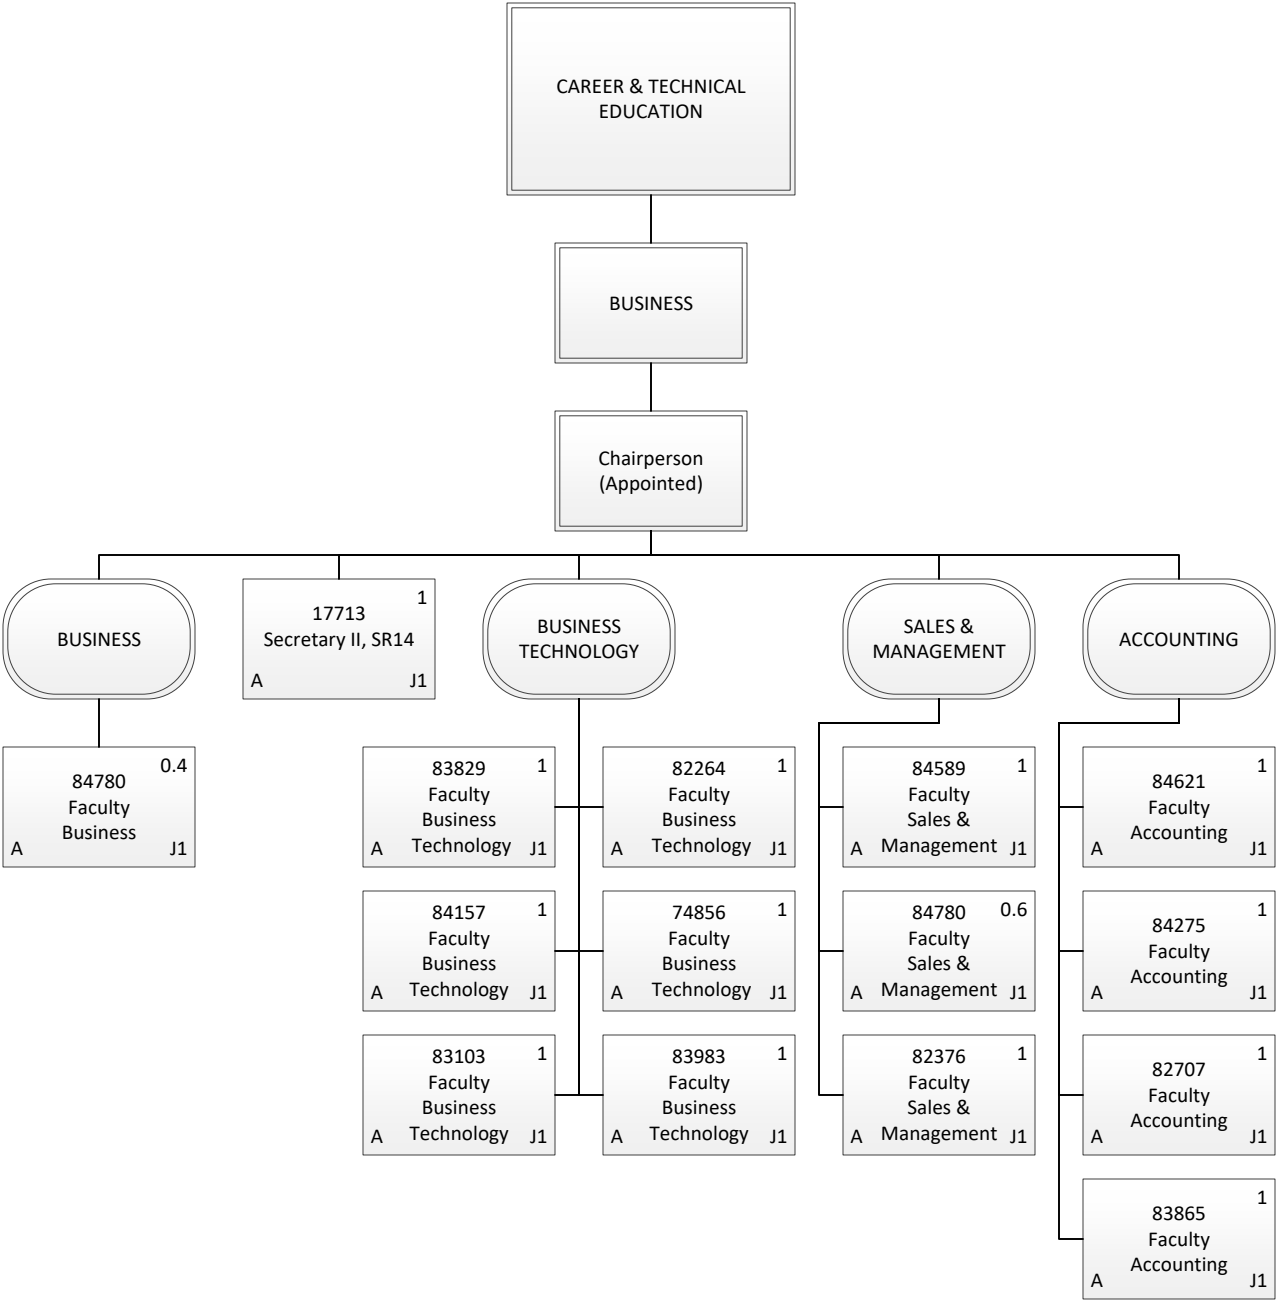 CAREER & TECHNICAL
EDUCATION
BUSINESS
Chairperson
(Appointed)
BUSINESS
1
17713
Secretary II, SR14
A J1
BUSINESS
TECHNOLOGY
SALES &
MANAGEMENT
ACCOUNTING
0.4
84780
Faculty
Business
A J1
83829 1
Faculty
Business
Technology
A J1
82264 1
Faculty
Business
Technology
A J1
84589 1
Faculty
Sales &
Management
A J1
1
84621
Faculty
Accounting
A J1
84157 1
Faculty
Business
Technology
A J1
74856 1
Faculty
Business
Technology
A J1
84780 0.6
Faculty
Sales &
Management
A J1
1
84275
Faculty
Accounting
A J1
83103 1
Faculty
Business
Technology
A J1
83983 1
Faculty
Business
Technology
A J1
82376 1
Faculty
Sales &
Management
A J1
1
82707
Faculty
Accounting
A J1
1
83865
Faculty
Accounting
A J1